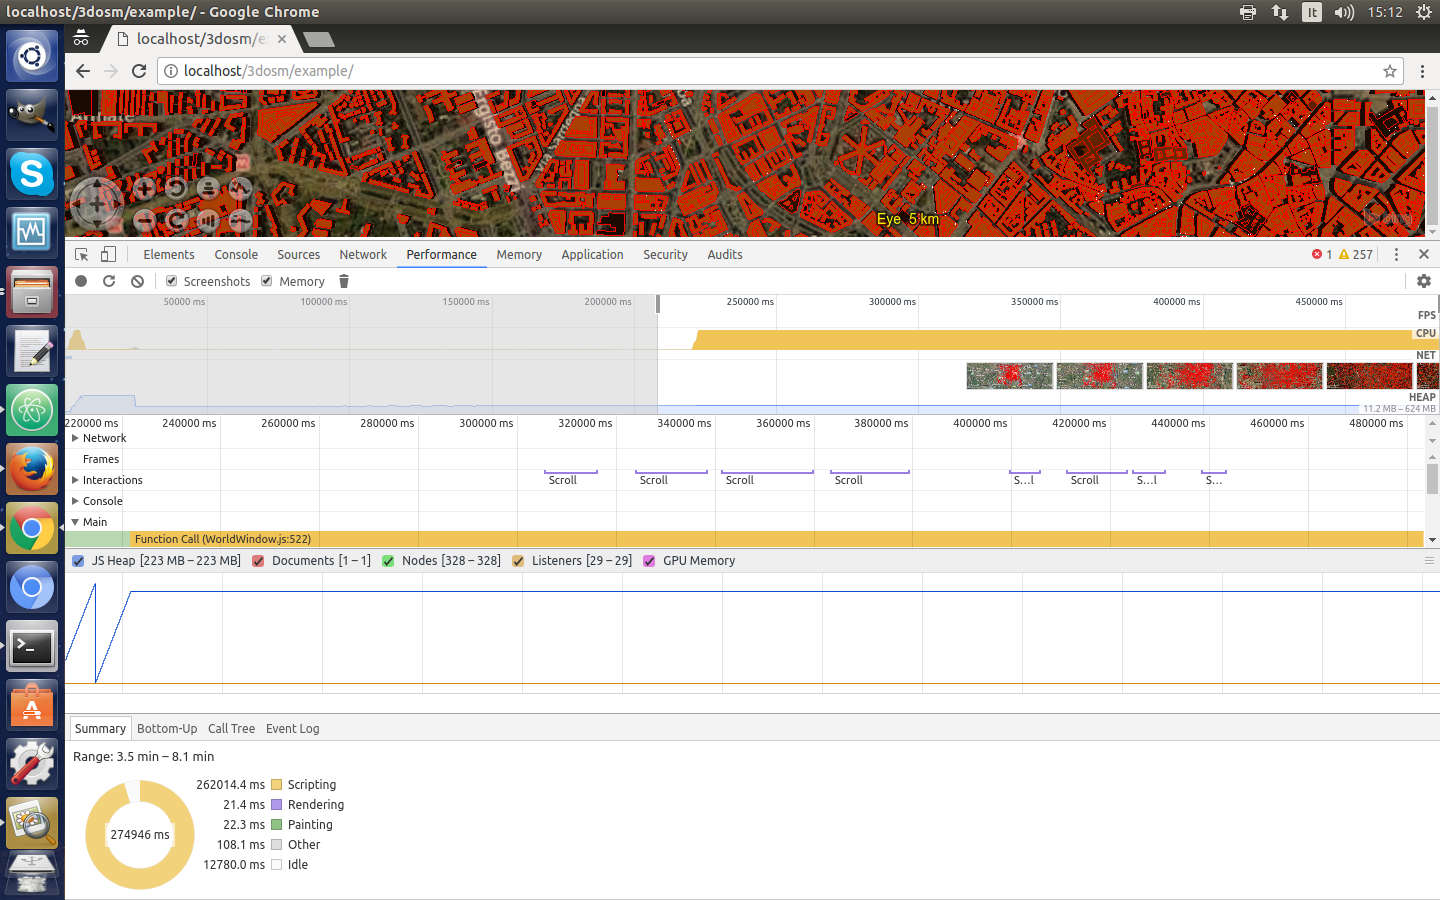 localhost/3dosm/example/ - Google Chrome
It 15:12
localhost/3dosm/e
localhost/3dosm/example/
Eye 5 km
Elements Console Sources Network Performance Memory Application Security Audits 1 257
Screenshots Memory
50000 ms 100000 ms 150000 ms 200000 ms 250000 ms 300000 ms 350000 ms 400000 ms 450000 ms
FPS
CPU
NET
HEAP
11.2 MB – 624 MB
220000 ms 240000 ms 260000 ms 280000 ms 300000 ms 320000 ms 340000 ms 360000 ms 380000 ms 400000 ms 420000 ms 440000 ms 460000 ms 480000 ms
Network
Frames
Interactions Scroll Scroll Scroll Scroll S...l Scroll S...l S...
Console
Main
Function Call (WorldWindow.js:522)
JS Heap [223 MB – 223 MB] Documents [1 – 1] Nodes [328 – 328] Listeners [29 – 29] GPU Memory
Summary Bottom-Up Call Tree Event Log
Range: 3.5 min – 8.1 min
262014.4 ms Scripting
21.4 ms Rendering
22.3 ms Painting
108.1 ms Other
12780.0 ms Idle
274946 ms